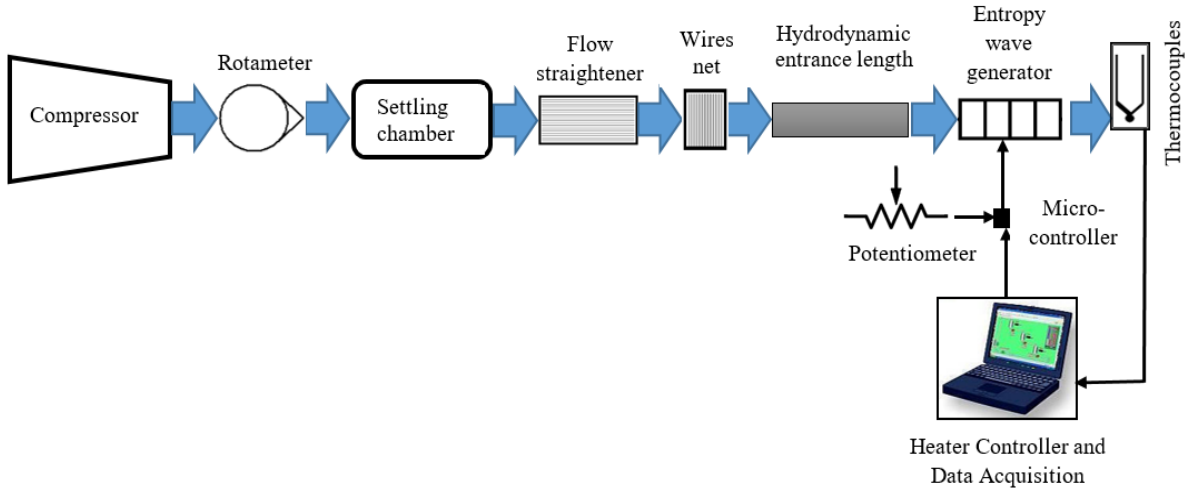 Compressor
Rotameter
Settling
chamber
Flow
straightener
Wires
net
Hydrodynamic
entrance length
Entropy
wave
generator
Thermocouples
Potentiometer
Micro-
controller
Heater Controller and
Data Acquisition